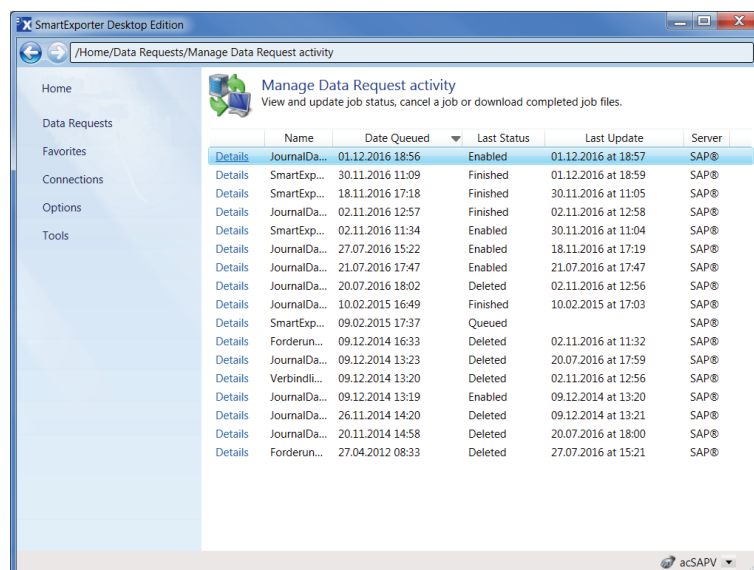 SmartExporter Desktop Edition
/Home/Data Requests/Manage Data Request activity
Home
Data Requests
Favorites
Connections
Options
Tools
Manage Data Request activity
View and update job status, cancel a job or download completed job files.
Name Date Queued Last Status Last Update Server
Details JournalDa... 01.12.2016 18:56 Enabled 01.12.2016 at 18:57 SAP®
Details SmartExp... 30.11.2016 11:09 Finished 01.12.2016 at 18:59 SAP®
Details SmartExp... 18.11.2016 17:18 Finished 30.11.2016 at 11:05 SAP®
Details JournalDa... 02.11.2016 12:57 Finished 02.11.2016 at 12:58 SAP®
Details SmartExp... 02.11.2016 11:34 Enabled 30.11.2016 at 11:04 SAP®
Details JournalDa... 27.07.2016 15:22 Enabled 18.11.2016 at 17:19 SAP®
Details JournalDa... 21.07.2016 17:47 Enabled 21.07.2016 at 17:47 SAP®
Details JournalDa... 20.07.2016 18:02 Deleted 02.11.2016 at 12:56 SAP®
Details JournalDa... 10.02.2015 16:49 Finished 10.02.2015 at 17:03 SAP®
Details SmartExp... 09.02.2015 17:37 Queued SAP®
Details Forderun... 09.12.2014 16:33 Deleted 02.11.2016 at 11:32 SAP®
Details JournalDa... 09.12.2014 13:23 Deleted 20.07.2016 at 17:59 SAP®
Details Verbindli... 09.12.2014 13:20 Deleted 02.11.2016 at 12:56 SAP®
Details JournalDa... 09.12.2014 13:19 Enabled 09.12.2014 at 13:20 SAP®
Details JournalDa... 26.11.2014 14:20 Deleted 09.12.2014 at 13:21 SAP®
Details JournalDa... 20.11.2014 14:58 Deleted 20.07.2016 at 18:00 SAP®
Details Forderun... 27.04.2012 08:33 Deleted 27.07.2016 at 15:21 SAP®
acSAPV